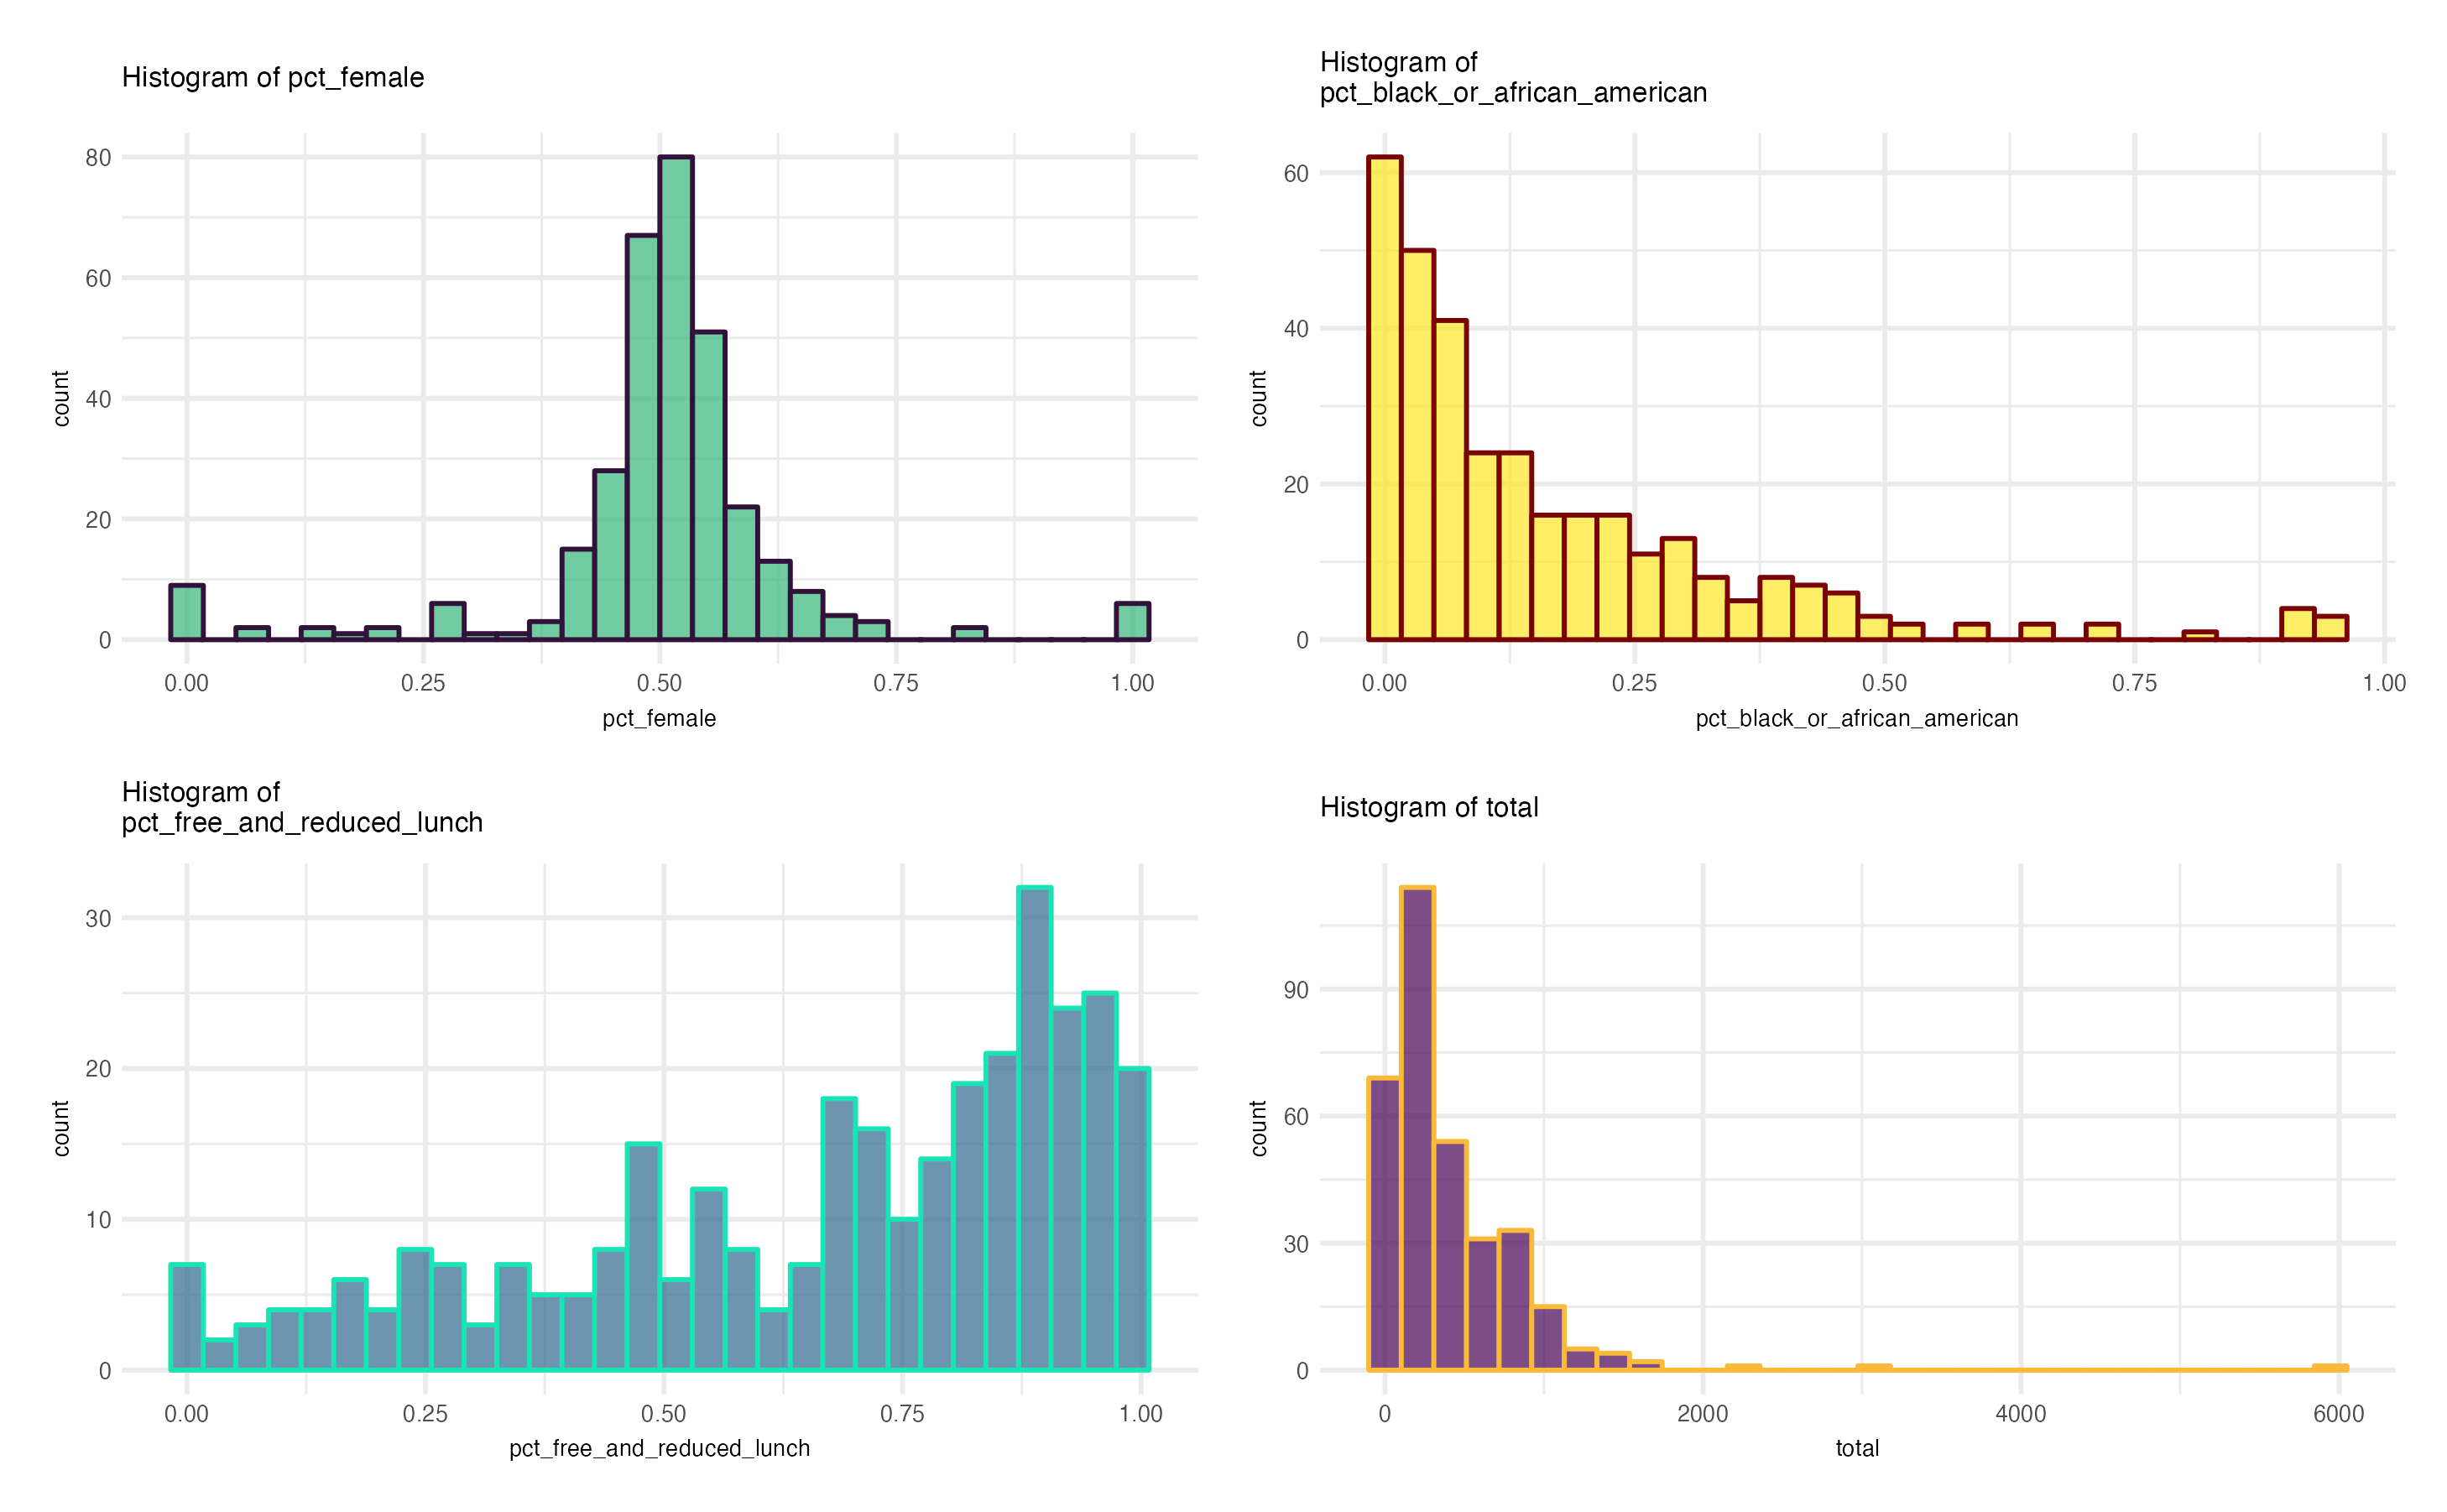 Histogram of pct_female
80
60
40
20
0
count
0.00 0.25 0.50 0.75 1.00
pct_female
Histogram of
pct_black_or_african_american
60
40
20
0
count
0.00 0.25 0.50 0.75 1.00
pct_black_or_african_american
Histogram of
pct_free_and_reduced_lunch
30
20
10
0
count
0.00 0.25 0.50 0.75 1.00
pct_free_and_reduced_lunch
Histogram of total
90
60
30
0
count
0 2000 4000 6000
total